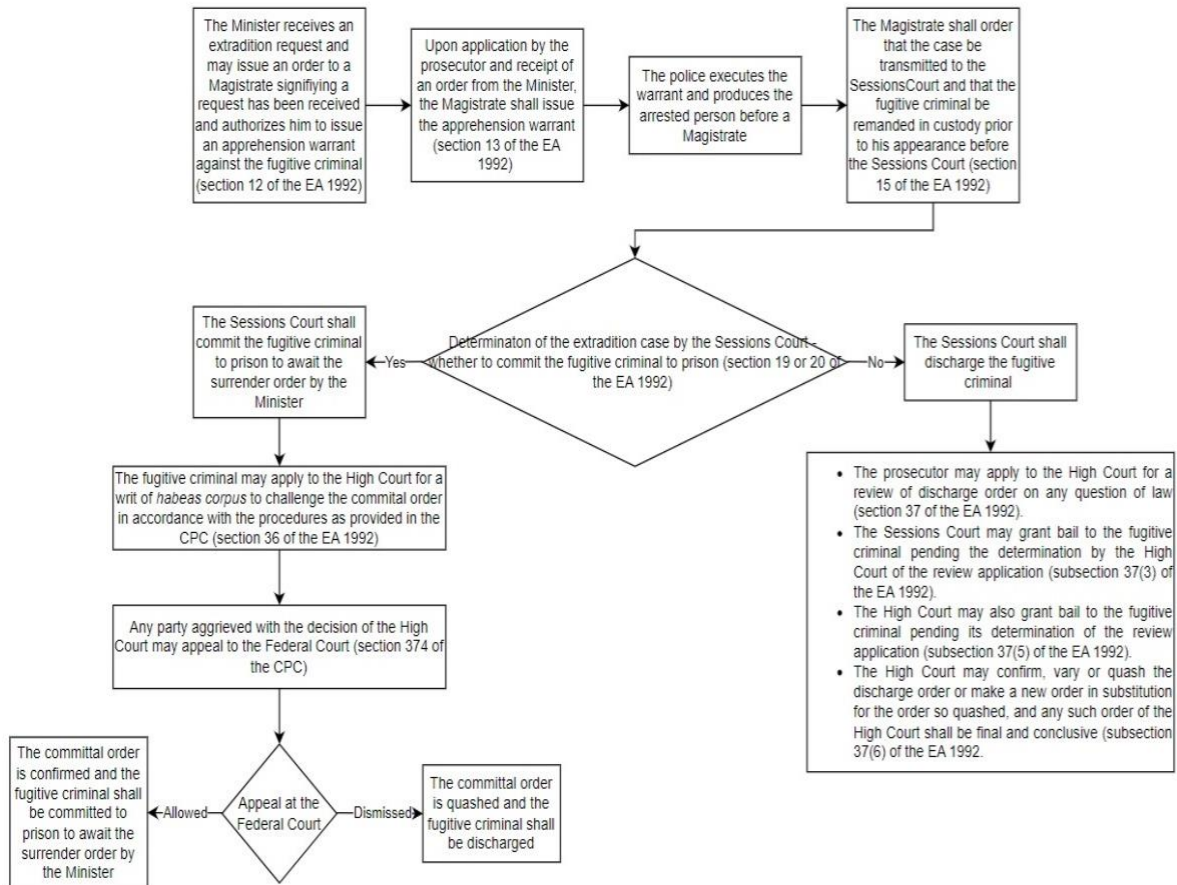 The Minister receives an
extradition request and
may issue an order to a
Magistrate signifiying a
request has been received
and authorizes him to issue
an apprehension warrant
against the fugitive criminal
(section 12 of the EA 1992)
Upon application by the
prosecutor and receipt of
an order from the Minister,
the Magistrate shall issue
the apprehension warrant
(section 13 of the EA
1992)
The police executes the
warrant and produces the
arrested person before a
Magistrate
The Magistrate shall order
that the case be
transmitted to the
SessionsCourt and that the
fugitive criminal be
remanded in custody prior
to his appearance before
the Sessions Court (section
15 of the EA 1992)
Determinaton of the extradition case by the Sessions Court -
whether to commit the fugitive criminal to prison (section 19 or 20 of
the EA 1992)
Yes
No
The Sessions Court shall
commit the fugitive criminal
to prison to await the
surrender order by the
Minister
The Sessions Court shall
discharge the fugitive
criminal
The fugitive criminal may apply to the High Court for a
writ of habeas corpus to challenge the commital order
in accordance with the procedures as provided in the
CPC (section 36 of the EA 1992)
• The prosecutor may apply to the High Court for a
review of discharge order on any question of law
(section 37 of the EA 1992).
• The Sessions Court may grant bail to the fugitive
criminal pending the determination by the High
Court of the review application (subsection 37(3) of
the EA 1992).
• The High Court may also grant bail to the fugitive
criminal pending its determination of the review
application (subsection 37(5) of the EA 1992).
• The High Court may confirm, vary or quash the
discharge order or make a new order in substitution
for the order so quashed, and any such order of the
High Court shall be final and conclusive (subsection
37(6) of the EA 1992.
Any party aggrieved with the decision of the High
Court may appeal to the Federal Court (section 374 of
the CPC)
Appeal at the
Federal Court
Allowed
Dismissed
The committal order
is confirmed and the
fugitive criminal shall
be committed to
prison to await the
surrender order by
the Minister
The committal order
is quashed and the
fugitive criminal shall
be discharged